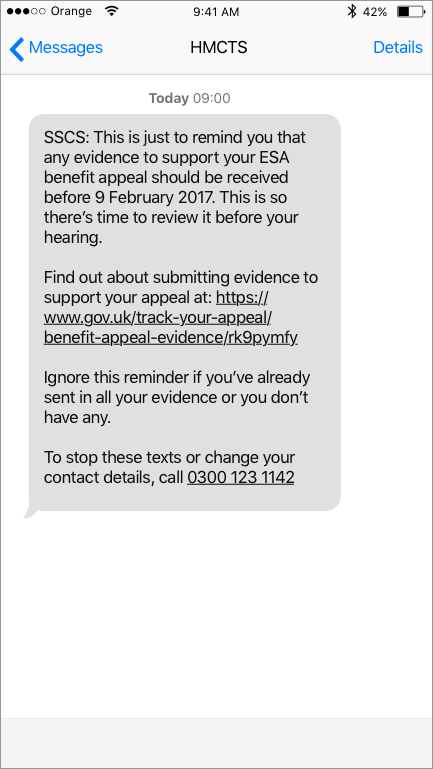 Orange 9:41 AM 42%
Messages HMCTS Details
Today 09:00
SSCS: This is just to remind you that
any evidence to support your ESA
benefit appeal should be received
before 9 February 2017. This is so
there's time to review it before your
hearing.
Find out about submitting evidence to
support your appeal at: https://
www.gov.uk/track-your-appeal/
benefit-appeal-evidence/rk9pymfy
Ignore this reminder if you've already
sent in all your evidence or you don't
have any.
To stop these texts or change your
contact details, call 0300 123 1142